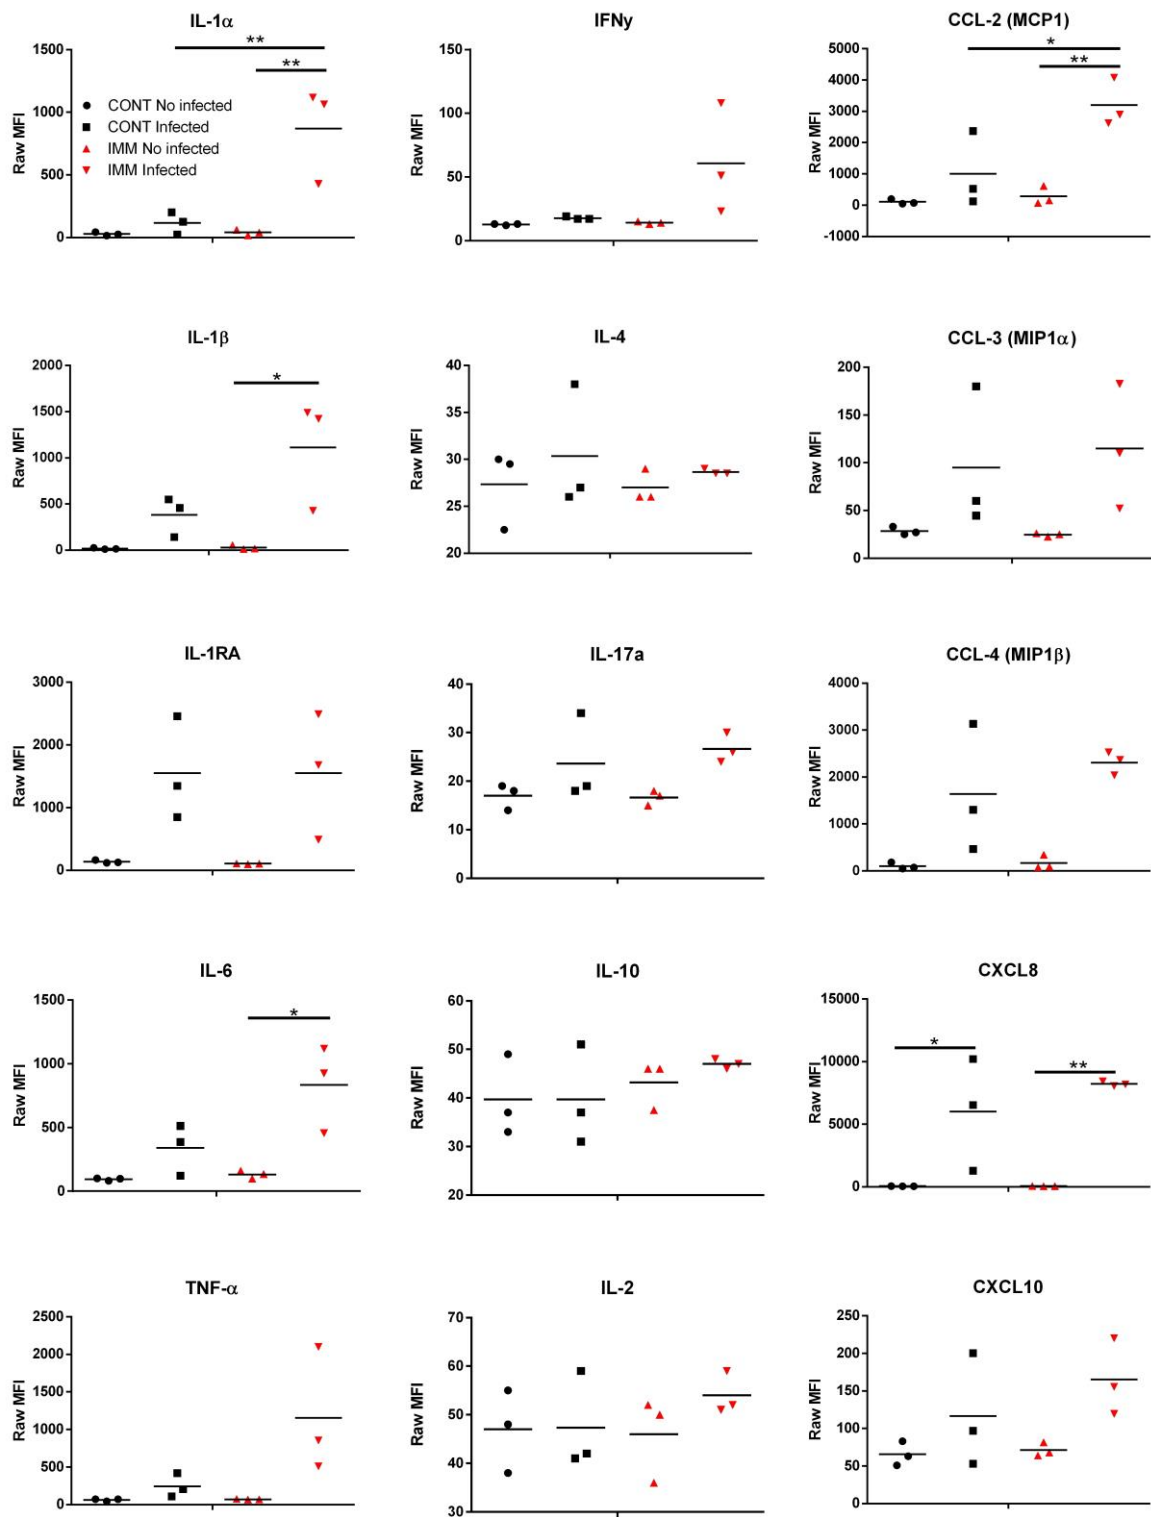 IL-1α
**
**
1500
1000
500
0
Raw MFI
CONT No infected
CONT Infected
IMM No infected
IMM Infected
IFNy
150
100
50
0
Raw MFI
CCL-2 (MCP1)
*
**
5000
4000
3000
2000
1000
0
-1000
Raw MFI
IL-1β
*
2000
1500
1000
500
0
Raw MFI
IL-4
40
35
30
25
20
Raw MFI
CCL-3 (MIP1α)
200
150
100
50
0
Raw MFI
IL-1RA
3000
2000
1000
0
Raw MFI
IL-17a
40
30
20
10
0
Raw MFI
CCL-4 (MIP1β)
4000
3000
2000
1000
0
Raw MFI
IL-6
*
1500
1000
500
0
Raw MFI
IL-10
60
50
40
30
20
Raw MFI
CXCL8
*
**
15000
10000
5000
0
Raw MFI
TNF-α
2500
2000
1500
1000
500
0
Raw MFI
IL-2
70
60
50
40
30
Raw MFI
CXCL10
250
200
150
100
50
0
Raw MFI